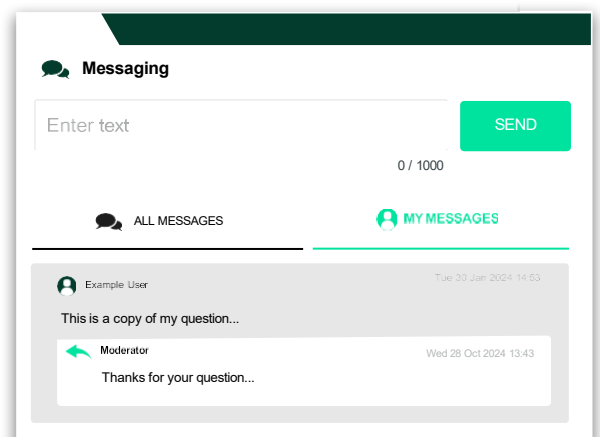 Messaging
Enter text
SEND
0 / 1000
ALL MESSAGES
MY MESSAGES
Example User
Tue 30 Jan 2024 14:53
This is a copy of my question...
Moderator
Wed 28 Oct 2024 13:43
Thanks for your question...